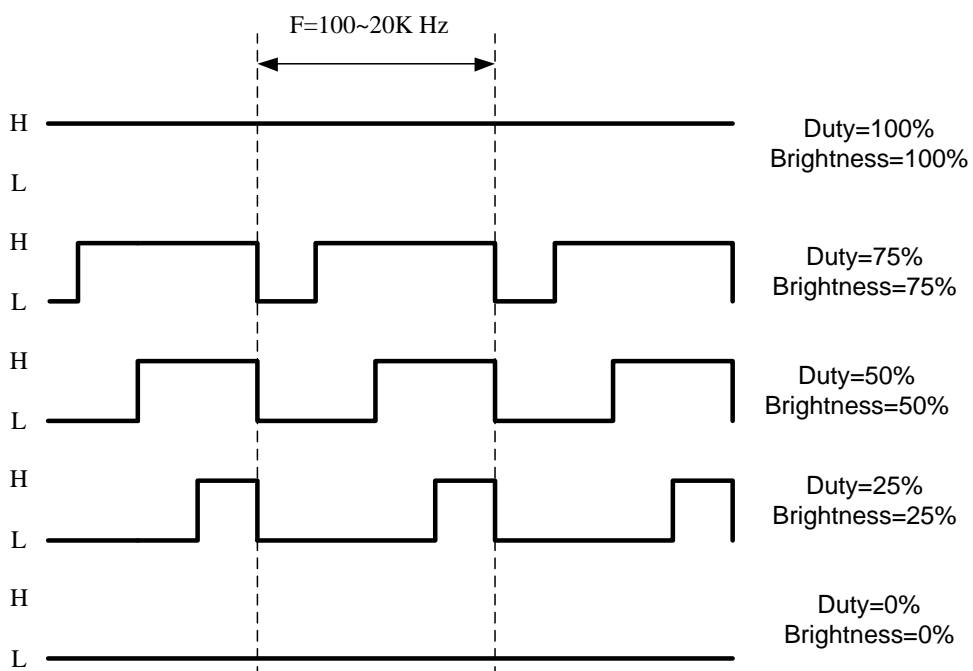 F=100~20K Hz
H
L
Duty=100%
Brightness=100%
H
L
Duty=75%
Brightness=75%
H
L
Duty=50%
Brightness=50%
H
L
Duty=25%
Brightness=25%
H
L
Duty=0%
Brightness=0%